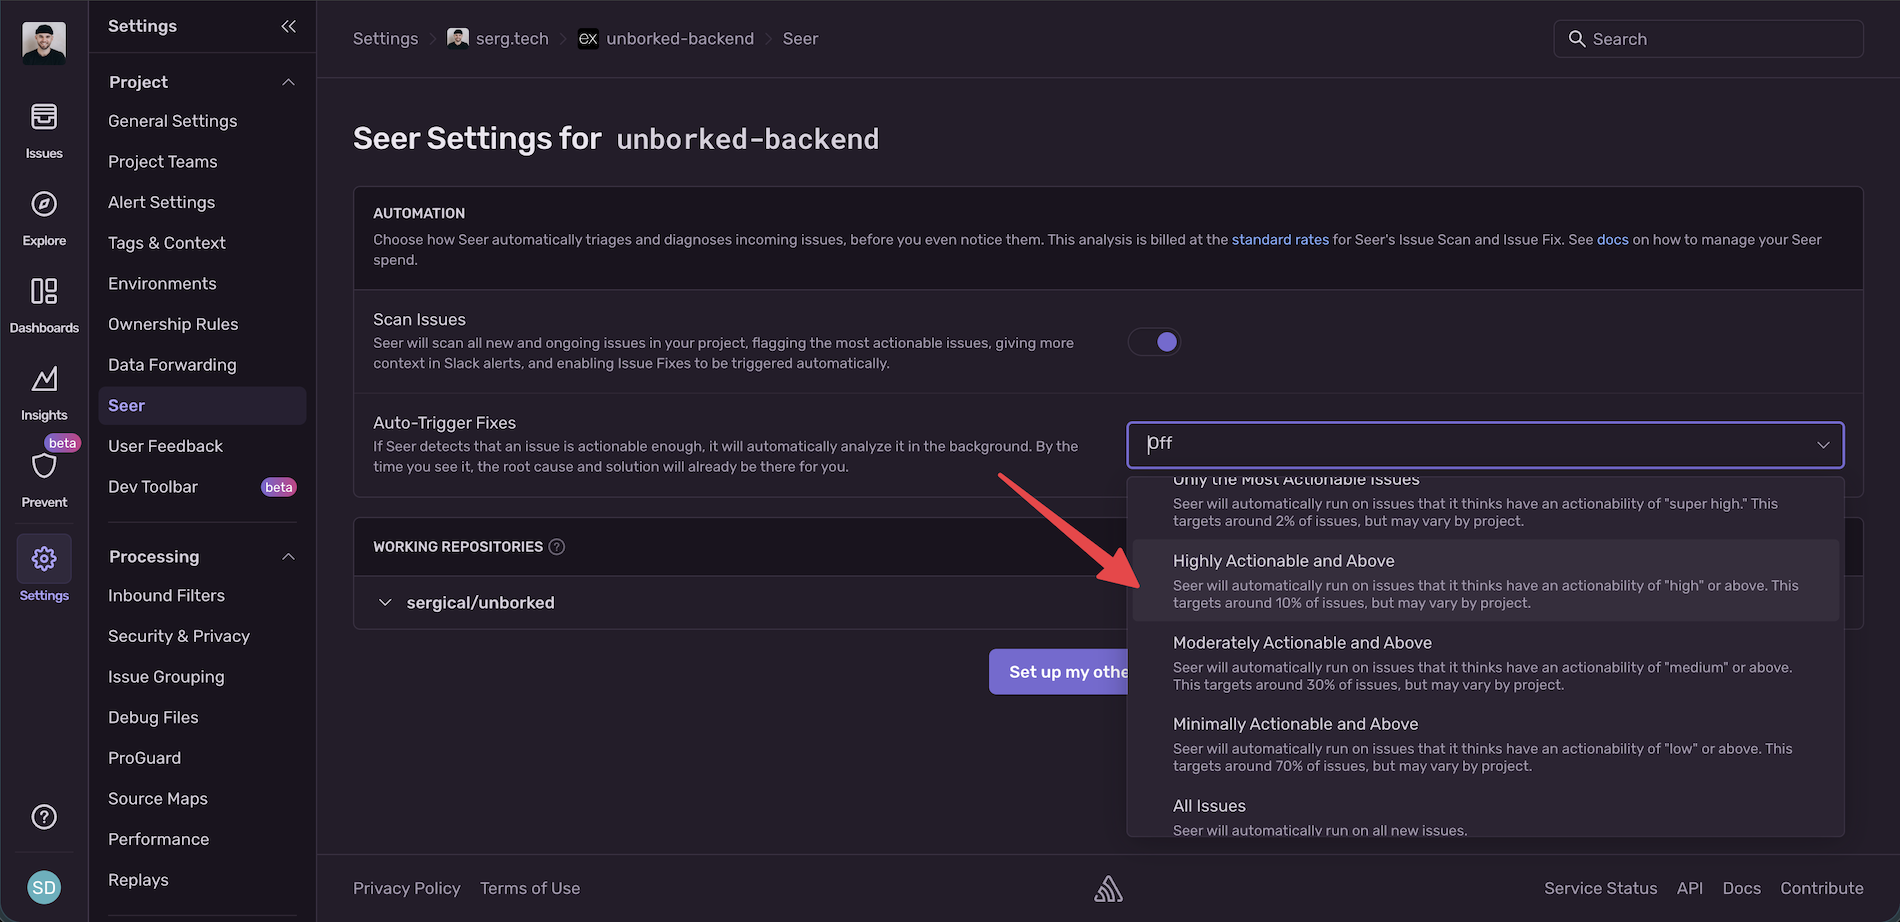 Issues
Explore
Dashboards
Insights
beta
Prevent
Settings
SD
Settings
Project
General Settings
Project Teams
Alert Settings
Tags & Context
Environments
Ownership Rules
Data Forwarding
Seer
User Feedback
Dev Toolbar
beta
Processing
Inbound Filters
Security & Privacy
Issue Grouping
Debug Files
ProGuard
Source Maps
Performance
Replays
Settings
serg.tech
ex unborked-backend
Seer
Search
Seer Settings for unborked-backend
AUTOMATION
Choose how Seer automatically triages and diagnoses incoming issues, before you even notice them. This analysis is billed at the standard rates for Seer's Issue Scan and Issue Fix. See docs on how to manage your Seer
spend.
Scan Issues
Seer will scan all new and ongoing issues in your project, flagging the most actionable issues, giving more
context in Slack alerts, and enabling Issue Fixes to be triggered automatically.
Auto-Trigger Fixes
If Seer detects that an issue is actionable enough, it will automatically analyze it in the background. By the
time you see it, the root cause and solution will already be there for you.
Off
Only the Most Actionable Issues
Seer will automatically run on issues that it thinks have an actionability of "super high." This
targets around 2% of issues, but may vary by project.
Highly Actionable and Above
Seer will automatically run on issues that it thinks have an actionability of "high" or above. This
targets around 10% of issues, but may vary by project.
Moderately Actionable and Above
Seer will automatically run on issues that it thinks have an actionability of "medium" or above.
This targets around 30% of issues, but may vary by project.
Minimally Actionable and Above
Seer will automatically run on issues that it thinks have an actionability of "low" or above. This
targets around 70% of issues, but may vary by project.
All Issues
Seer will automatically run on all new issues.
WORKING REPOSITORIES
sergical/unborked
Set up my othe
Privacy Policy
Terms of Use
Service Status
API
Docs
Contribute